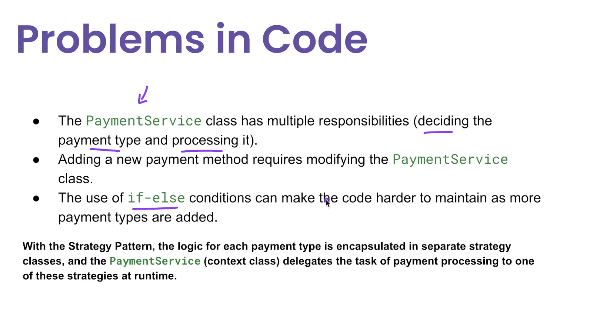 Problems in Code
● The PaymentService class has multiple responsibilities (deciding the
payment type and processing it).
● Adding a new payment method requires modifying the PaymentService
class.
● The use of if-else conditions can make the code harder to maintain as more
payment types are added.
With the Strategy Pattern, the logic for each payment type is encapsulated in separate strategy
classes, and the PaymentService (context class) delegates the task of payment processing to one
of these strategies at runtime.